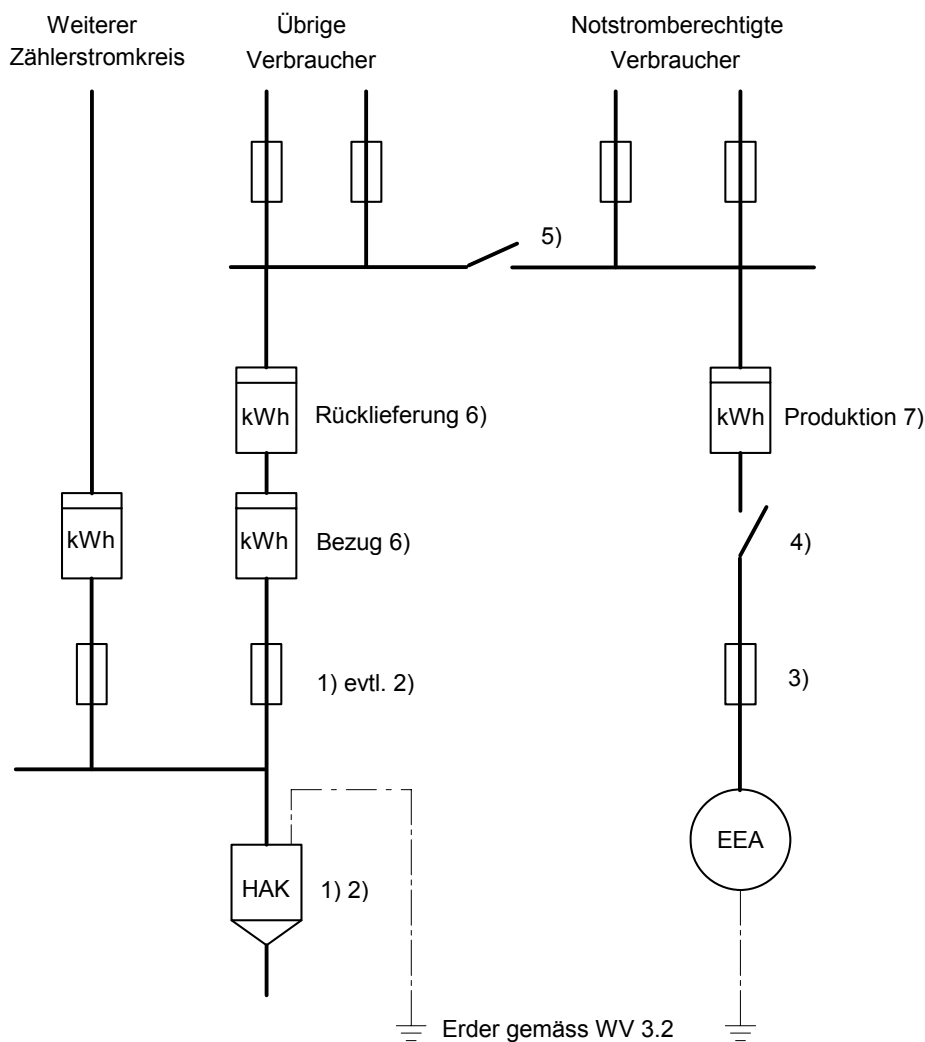 Weiterer
Zählerstromkreis
Übrige
Verbraucher
Notstromberechtigte
Verbraucher
5)
kWh
Rücklieferung 6)
kWh
Produktion 7)
kWh
kWh
Bezug 6)
4)
1) evtl. 2)
3)
EEA
HAK
1) 2)
Erder gemäss WV 3.2